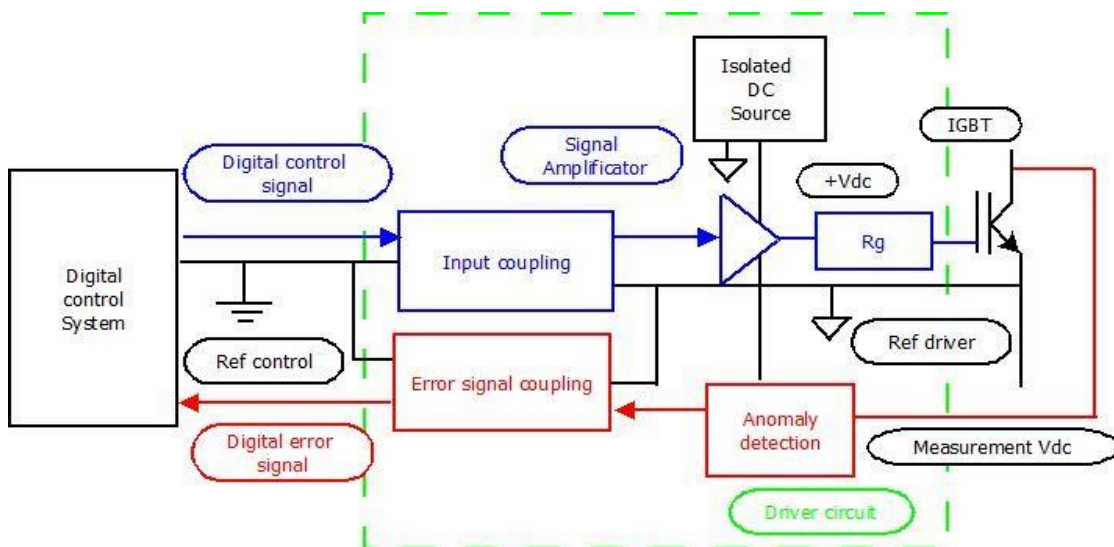 Isolated
DC
Source
IGBT
Digital control
signal
Signal
Amplificator
+Vdc
Digital
control
System
Input coupling
Rg
Ref control
Error signal coupling
Ref driver
Digital error
signal
Anomaly
detection
Measurement Vdc
Driver circuit